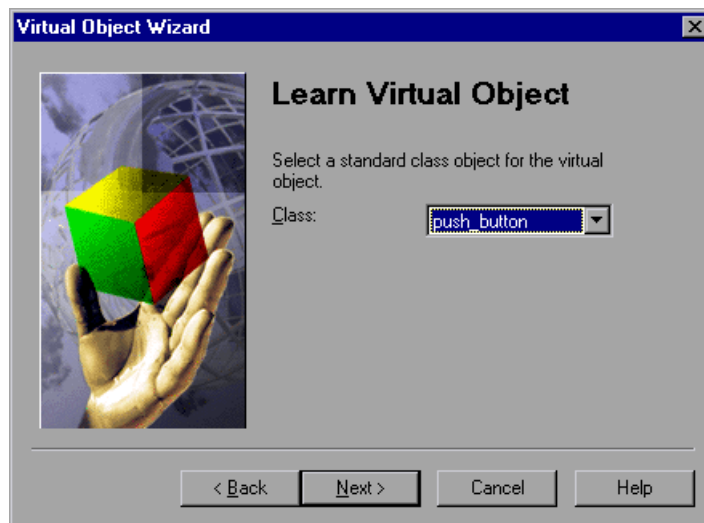 Virtual Object Wizard
Learn Virtual Object
Select a standard class object for the virtual
object.
Class: push_button
< Back Next > Cancel Help